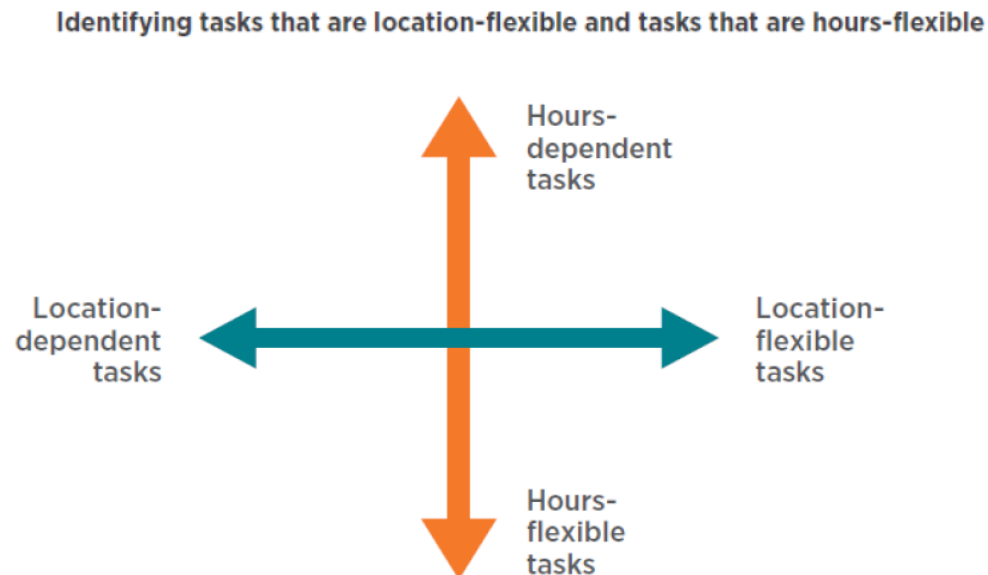 Identifying tasks that are location-flexible and tasks that are hours-flexible
Hours-
dependent
tasks
Location-
dependent
tasks
Location-
flexible
tasks
Hours-
flexible
tasks